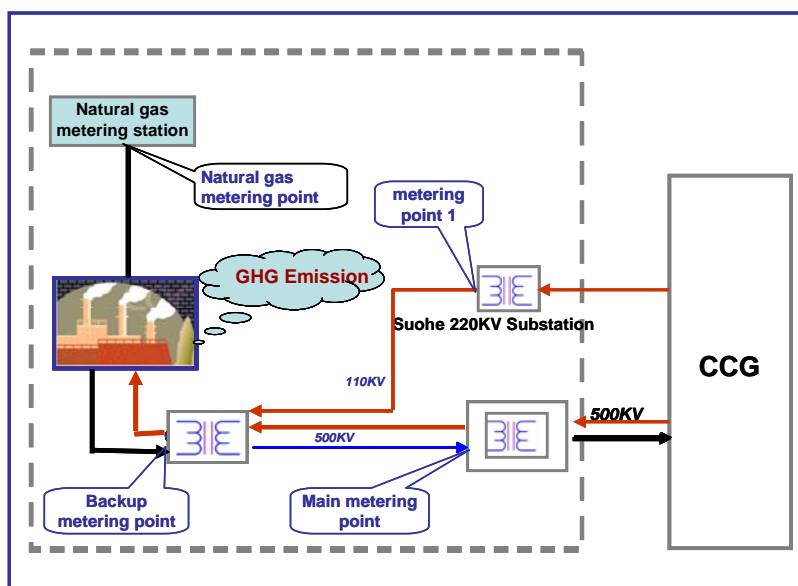 Natural gas
metering station
Natural gas
metering point
metering
point 1
GHG Emission
Suohe 220KV Substation
CCG
110KV
500KV
500KV
Backup
metering point
Main metering
point